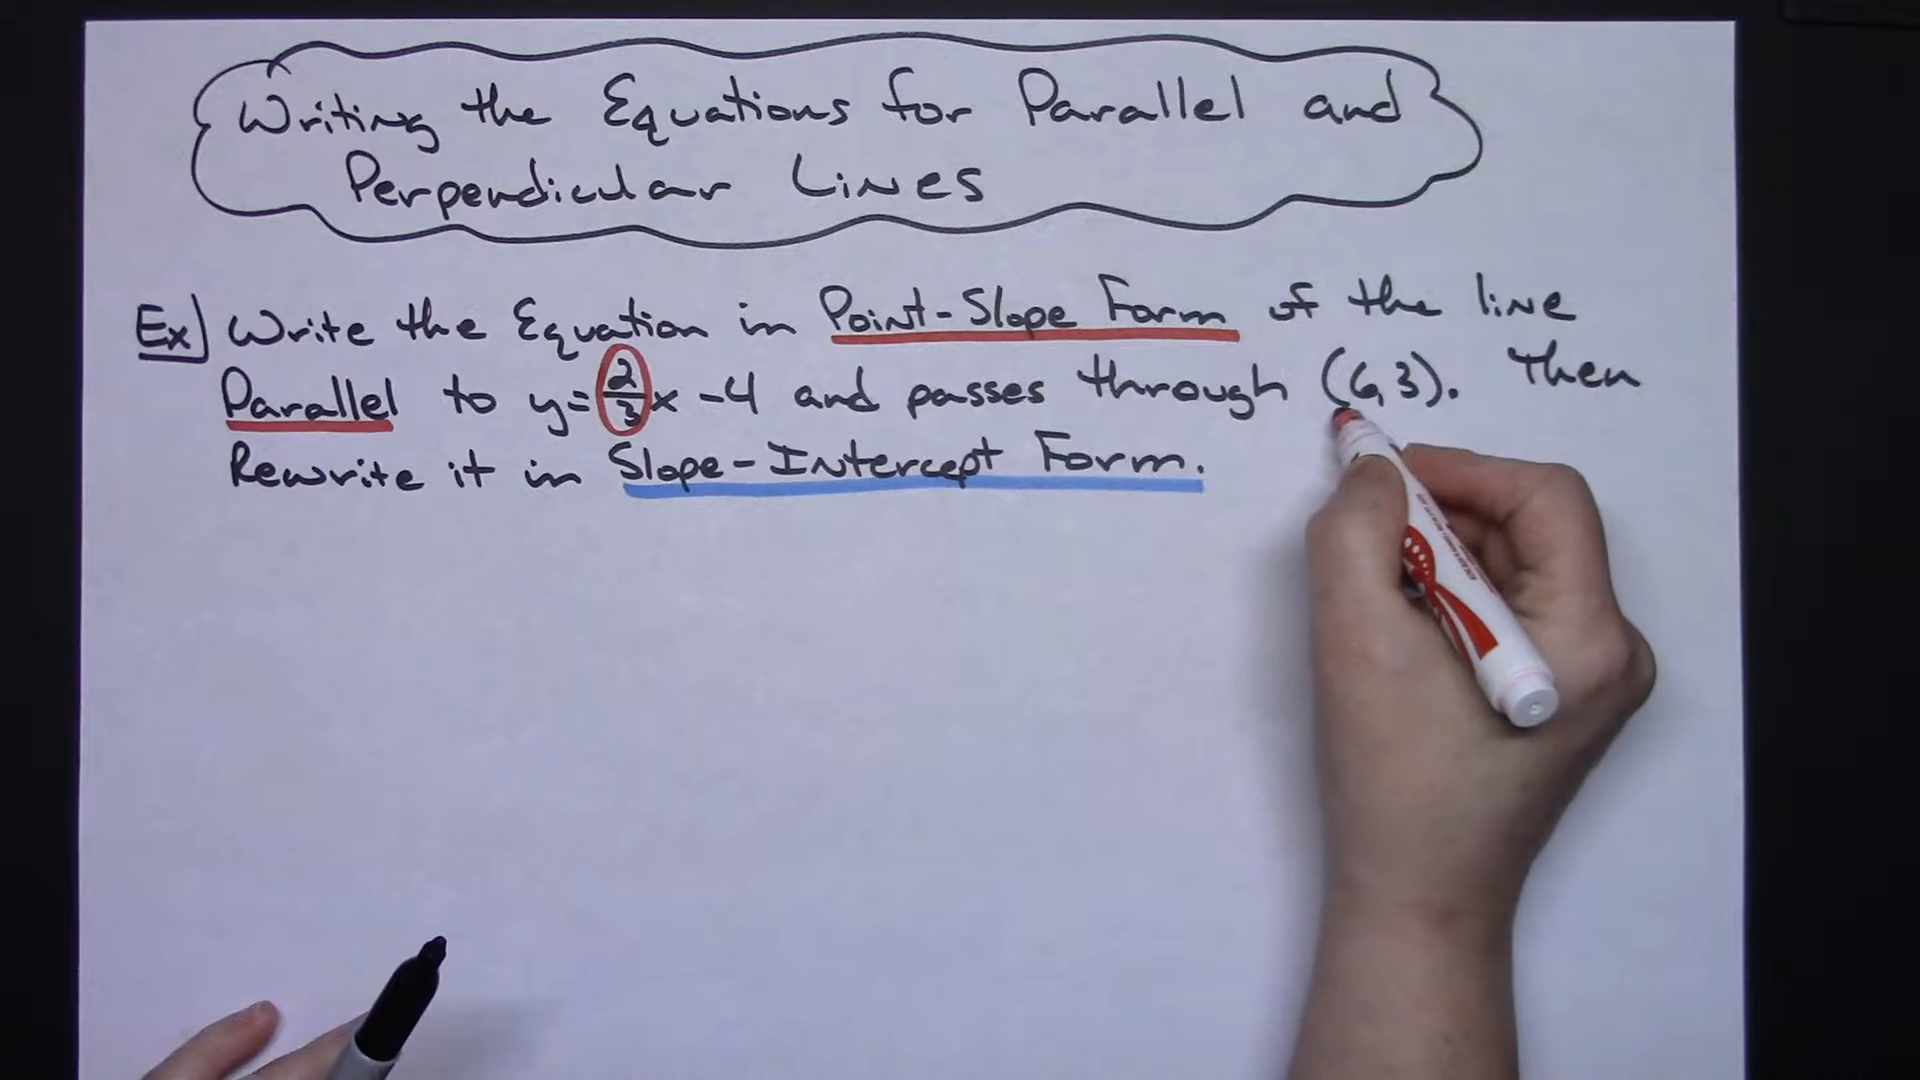 Writing the Equations for Parallel and
Perpendicular Lines
Ex Write the Equation in Point-Slope Form of the line
Parallel to y=2/3x -4 and passes through (6,3). Then
Rewrite it in Slope-Intercept Form.